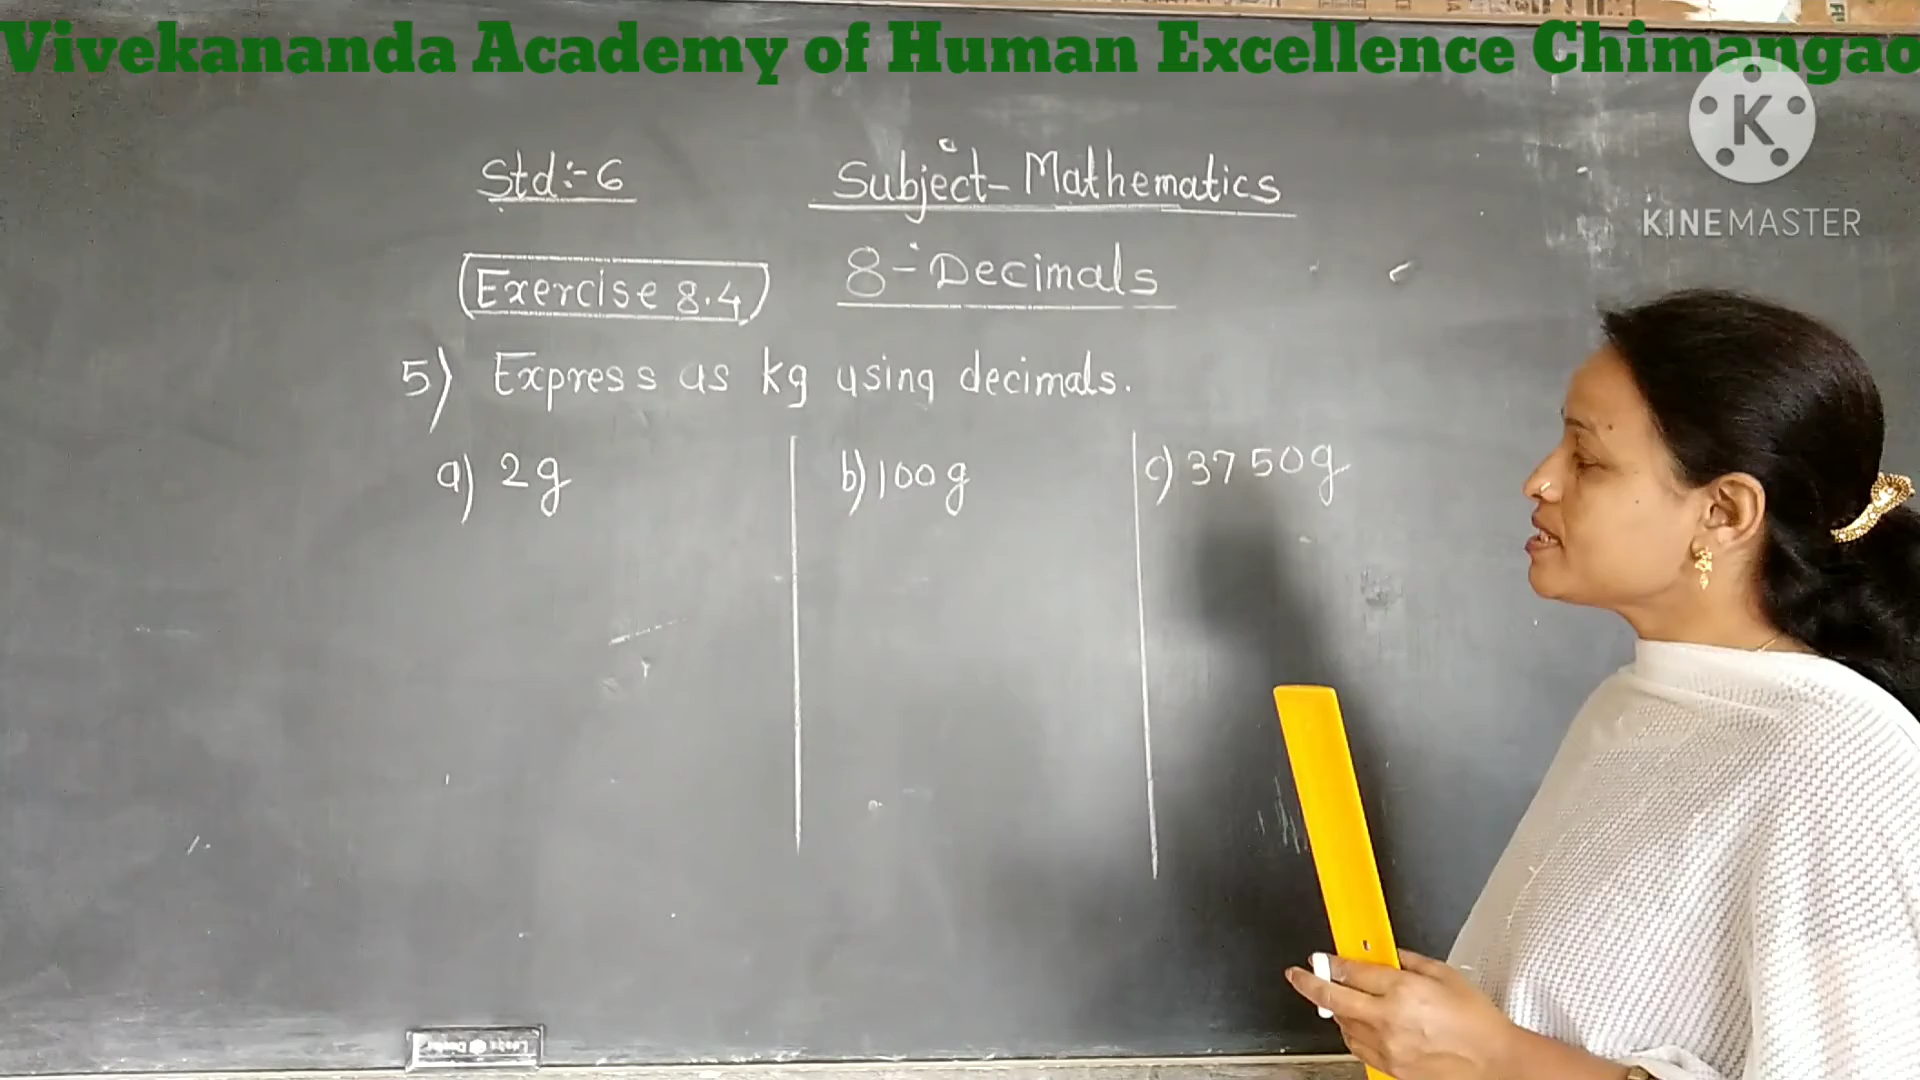 Vivekananda Academy of Human Excellence Chimangao
K
KINEMASTER
Std:- 6
Subject- Mathematics
Exercise 8.4
8- Decimals
5) Express as kg using decimals.
a) 2g
b) 100g
c) 3750g